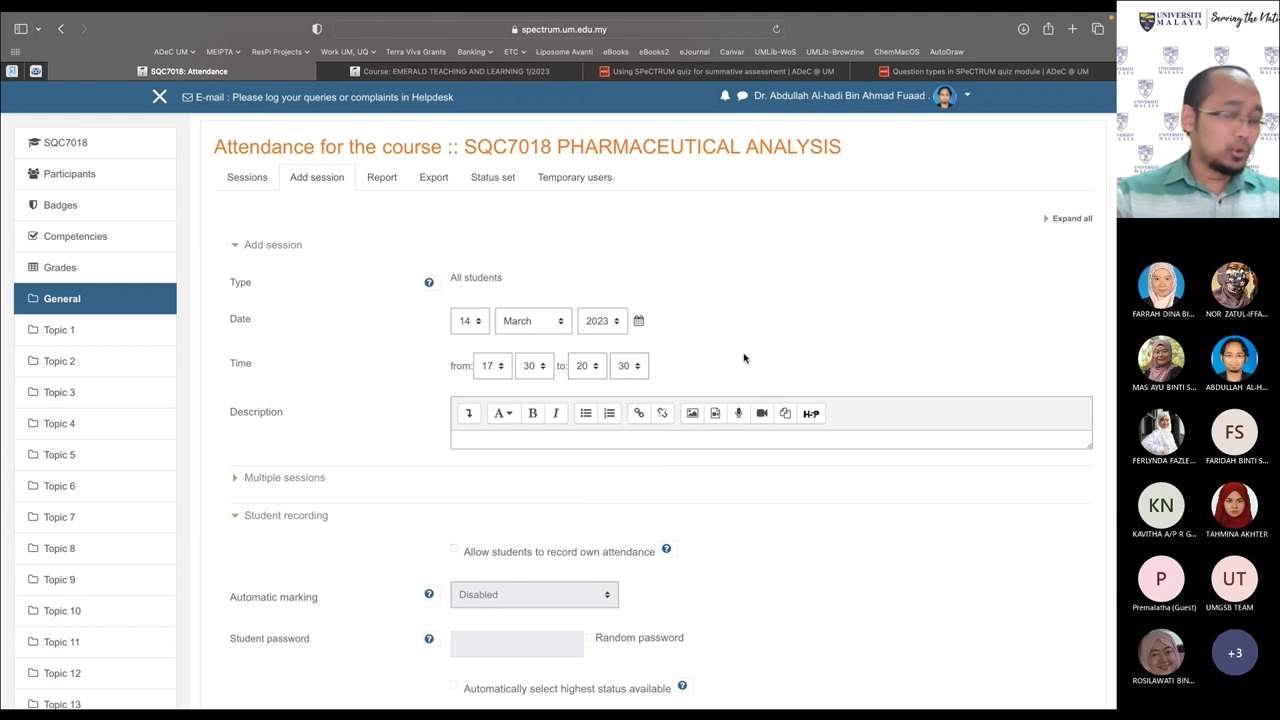 spectrum.um.edu.my
UNIVERSITI MALAYA
Serving the Nati
ADeC UM
MEIPTA
ResPi Projects
Work UM, UQ
Terra Viva Grants
Banking
ETC
Liposome Avanti
eBooks
eBooks2
eJournal
Canvar
UMLib-WoS
UMLib-Browzine
ChemMacOS
AutoDraw
SQC7018: Attendance
Course: EMERALD TEACHING AND LEARNING 1/2023
Using SPeCTRUM quiz for summative assessment | ADeC @ UM
Question types in SPeCTRUM quiz module | ADeC @ UM
E-mail : Please log your queries or complaints in Helpdesk
Dr. Abdullah Al-hadi Bin Ahmad Fuaad .
SQC7018
Participants
Badges
Competencies
Grades
General
Topic 1
Topic 2
Topic 3
Topic 4
Topic 5
Topic 6
Topic 7
Topic 8
Topic 9
Topic 10
Topic 11
Topic 12
Topic 13
Attendance for the course :: SQC7018 PHARMACEUTICAL ANALYSIS
Sessions
Add session
Report
Export
Status set
Temporary users
Expand all
Add session
Type
All students
Date
14
March
2023
Time
from:
17
30
to:
20
30
Description
A
B
I
H-P
Multiple sessions
Student recording
Allow students to record own attendance
Automatic marking
Disabled
Student password
Random password
Automatically select highest status available
FARRAH DINA BI...
NOR ZATUL-IFFA...
MAS AYU BINTI S...
ABDULLAH AL-H...
FERLYNDA FAZLE...
FS
FARIDAH BINTI S...
KN
KAVITHA A/P R G...
TAHMINA AKHTER
P
Premalatha (Guest)
UT
UMGSB TEAM
ROSILAWATI BIN...
+3